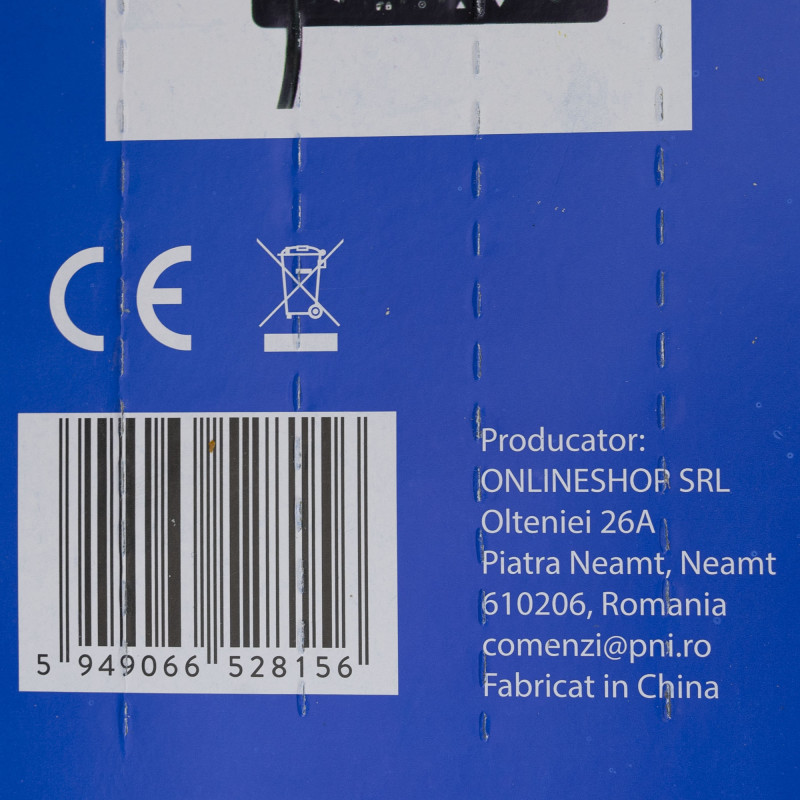 CE
5 949066 528156
Producator:
ONLINESHOP SRL
Olteniei 26A
Piatra Neamt, Neamt
610206, Romania
comenzi@pni.ro
Fabricat in China